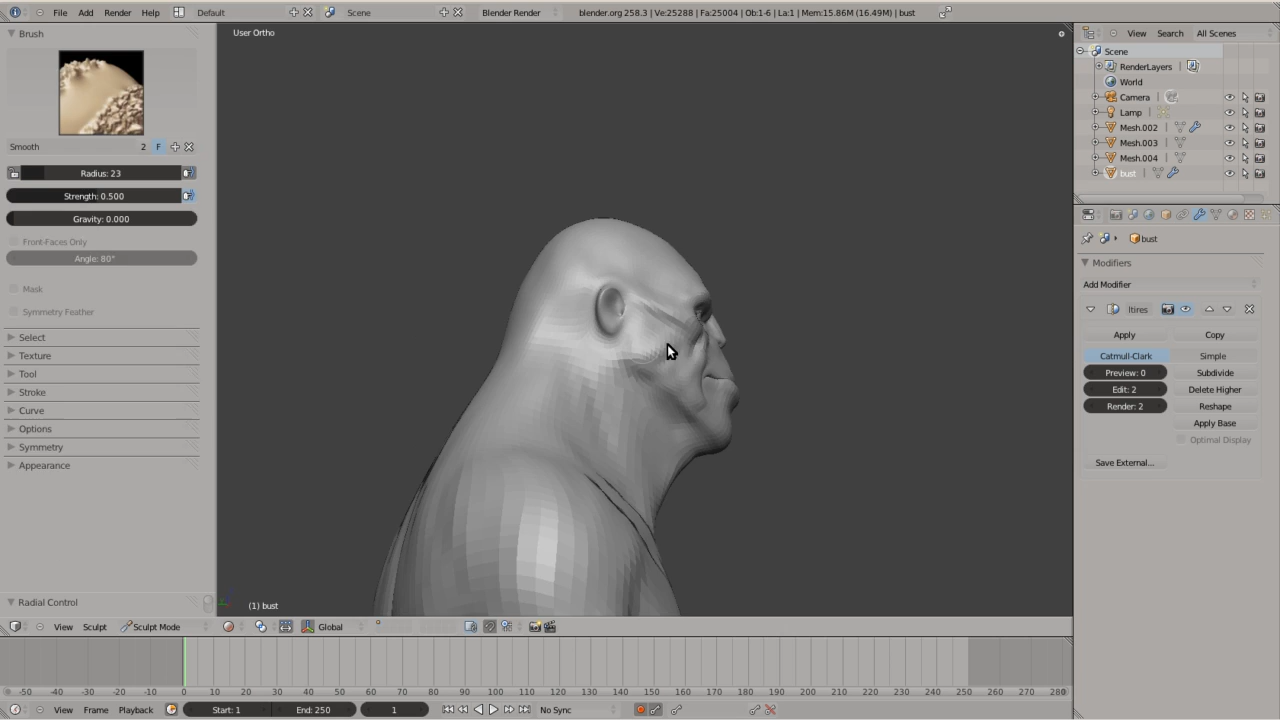 File Add Render Help Default Scene Blender Render blender.org 258.3 | Ve:25288 | Fa:25004 | Ob:1-6 | La:1 | Mem:15.86M (16.49M) | bust
Brush
Smooth 2 F
Radius: 23
Strength: 0.500
Gravity: 0.000
Front-Faces Only
Angle: 80°
Mask
Symmetry Feather
Select
Texture
Tool
Stroke
Curve
Options
Symmetry
Appearance
Radial Control
User Ortho
(1) bust
View Sculpt Sculpt Mode Global
-50 -40 -30 -20 -10 0 10 20 30 40 50 60 70 80 90 100 110 120 130 140 150 160 170 180 190 200 210 220 230 240 250 260 270 280
View Frame Playback Start: 1 End: 250 1 No Sync
View Search All Scenes
Scene
RenderLayers |
World
Camera |
Lamp |
Mesh.002 |
Mesh.003 |
Mesh.004 |
bust |
bust
Modifiers
Add Modifier
ltires
Apply Copy
Catmull-Clark Simple
Preview: 0 Subdivide
Edit: 2 Delete Higher
Render: 2 Reshape
Apply Base
Optimal Display
Save External...